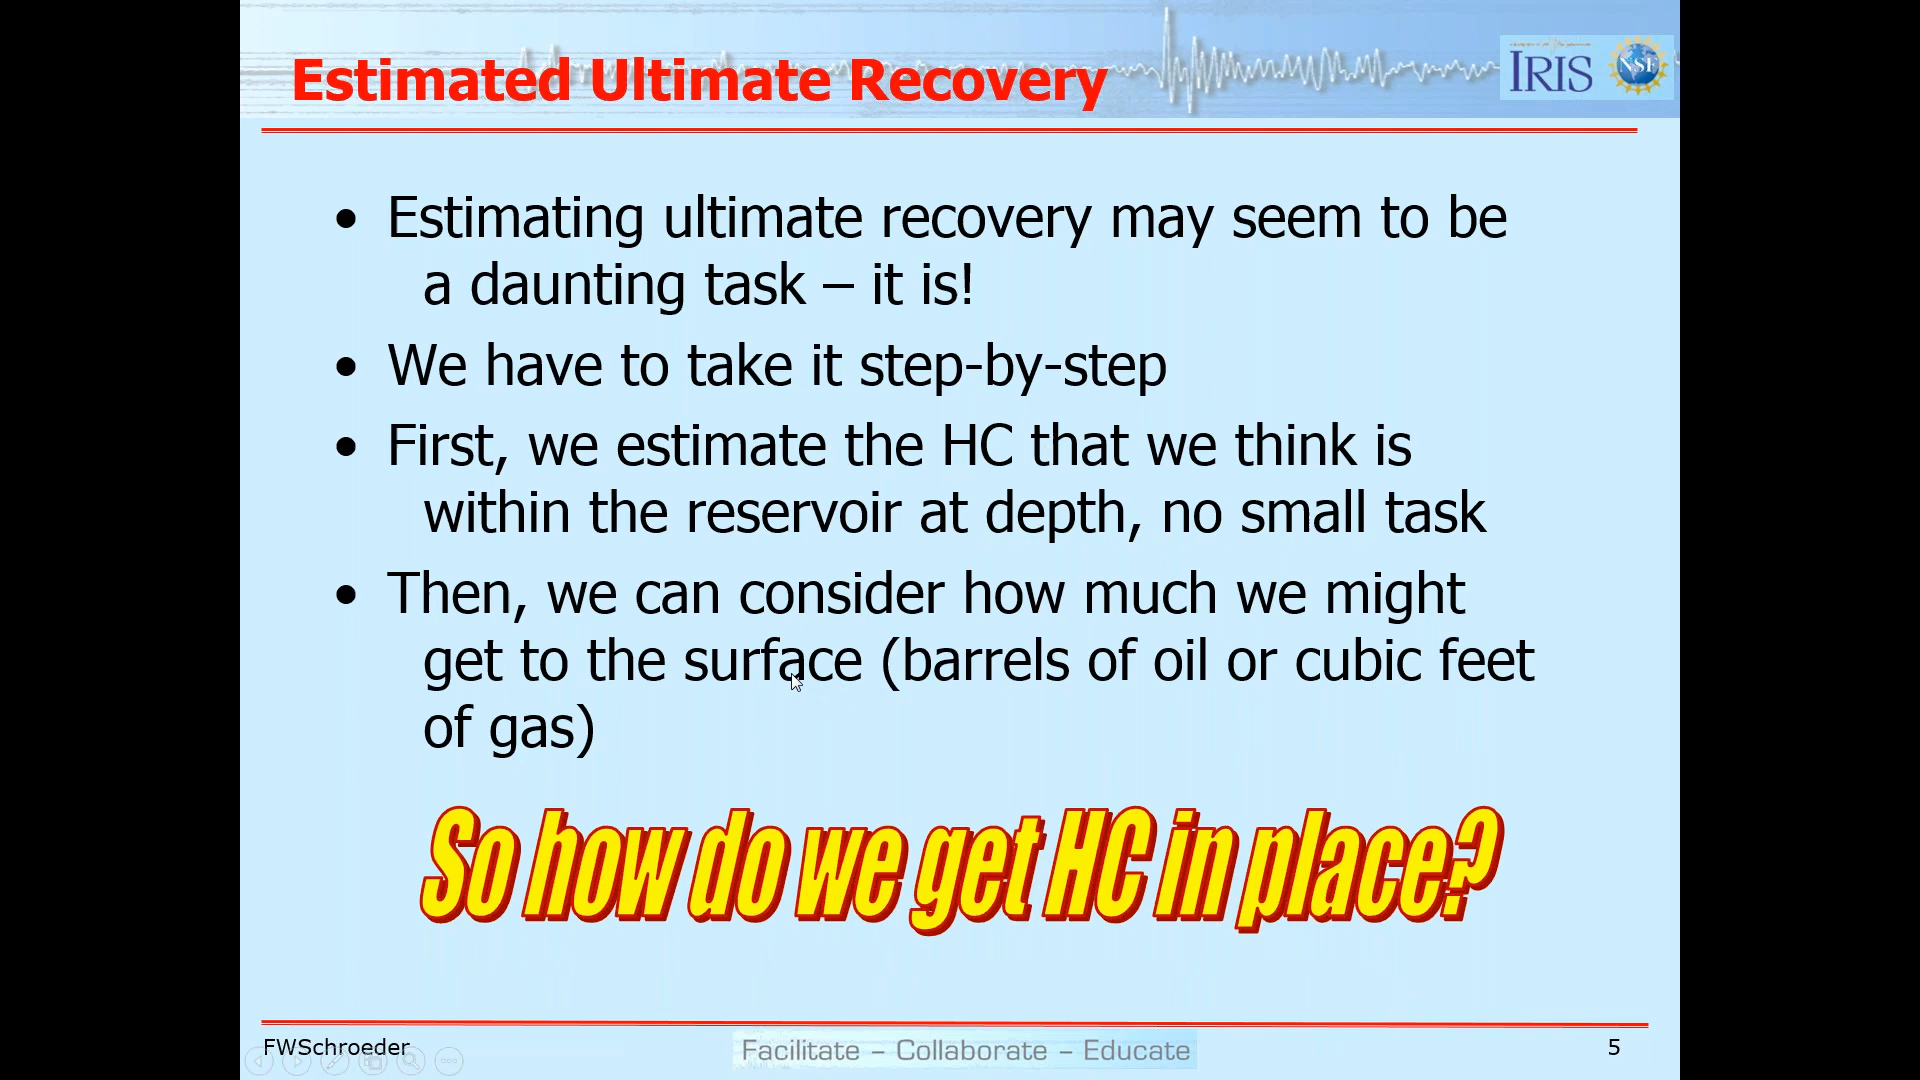 Estimated Ultimate Recovery
IRIS
NSF
• Estimating ultimate recovery may seem to be
a daunting task – it is!
• We have to take it step-by-step
• First, we estimate the HC that we think is
within the reservoir at depth, no small task
• Then, we can consider how much we might
get to the surface (barrels of oil or cubic feet
of gas)
So how do we get HC in place?
FWSchroeder
Facilitate – Collaborate – Educate
5